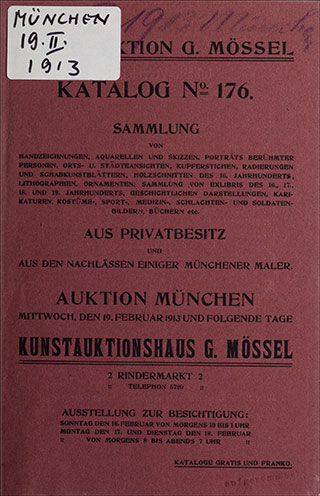 MÜNCHEN
19. II.
1913
KTION G. MÖSSEL
KATALOG No. 176.
SAMMLUNG
VON
HANDZEICHNUNGEN, AQUARELLEN UND SKIZZEN, PORTRÄTS BERÜHMTER
PERSONEN, ORTS- U. STÄDTEANSICHTEN, KUPFERSTICHEN, RADIERUNGEN
UND SCHABKUNSTBLÄTTERN, HOLZSCHNITTEN DES 16. JAHRHUNDERTS,
LITHOGRAPHIEN, ORNAMENTEN. SAMMLUNG VON EXLIBRIS DES 16., 17.,
18. UND 19. JAHRHUNDERTS, GESCHICHTLICHEN DARSTELLUNGEN, KARI-
KATUREN, KOSTÜME-, SPORT-, MEDIZIN-, SCHLACHTEN- UND SOLDATEN-
BILDERN, BÜCHERN etc.
AUS PRIVATBESITZ
UND
AUS DEN NACHLÄSSEN EINIGER MÜNCHENER MALER.
AUKTION MÜNCHEN
MITTWOCH, DEN 19. FEBRUAR 1913 UND FOLGENDE TAGE
KUNSTAUKTIONSHAUS G. MÖSSEL
2 RINDERMARKT 2
TELEPHON
AUSSTELLUNG ZUR BESICHTIGUNG:
SONNTAG DEN 16. FEBRUAR VON MORGENS 10 BIS 1 UHR
MONTAG DEN 17. UND DIENSTAG DEN 18. FEBRUAR
VON MORGENS 8 BIS ABENDS 7 UHR
KATALOGE GRATIS UND FRANKO.